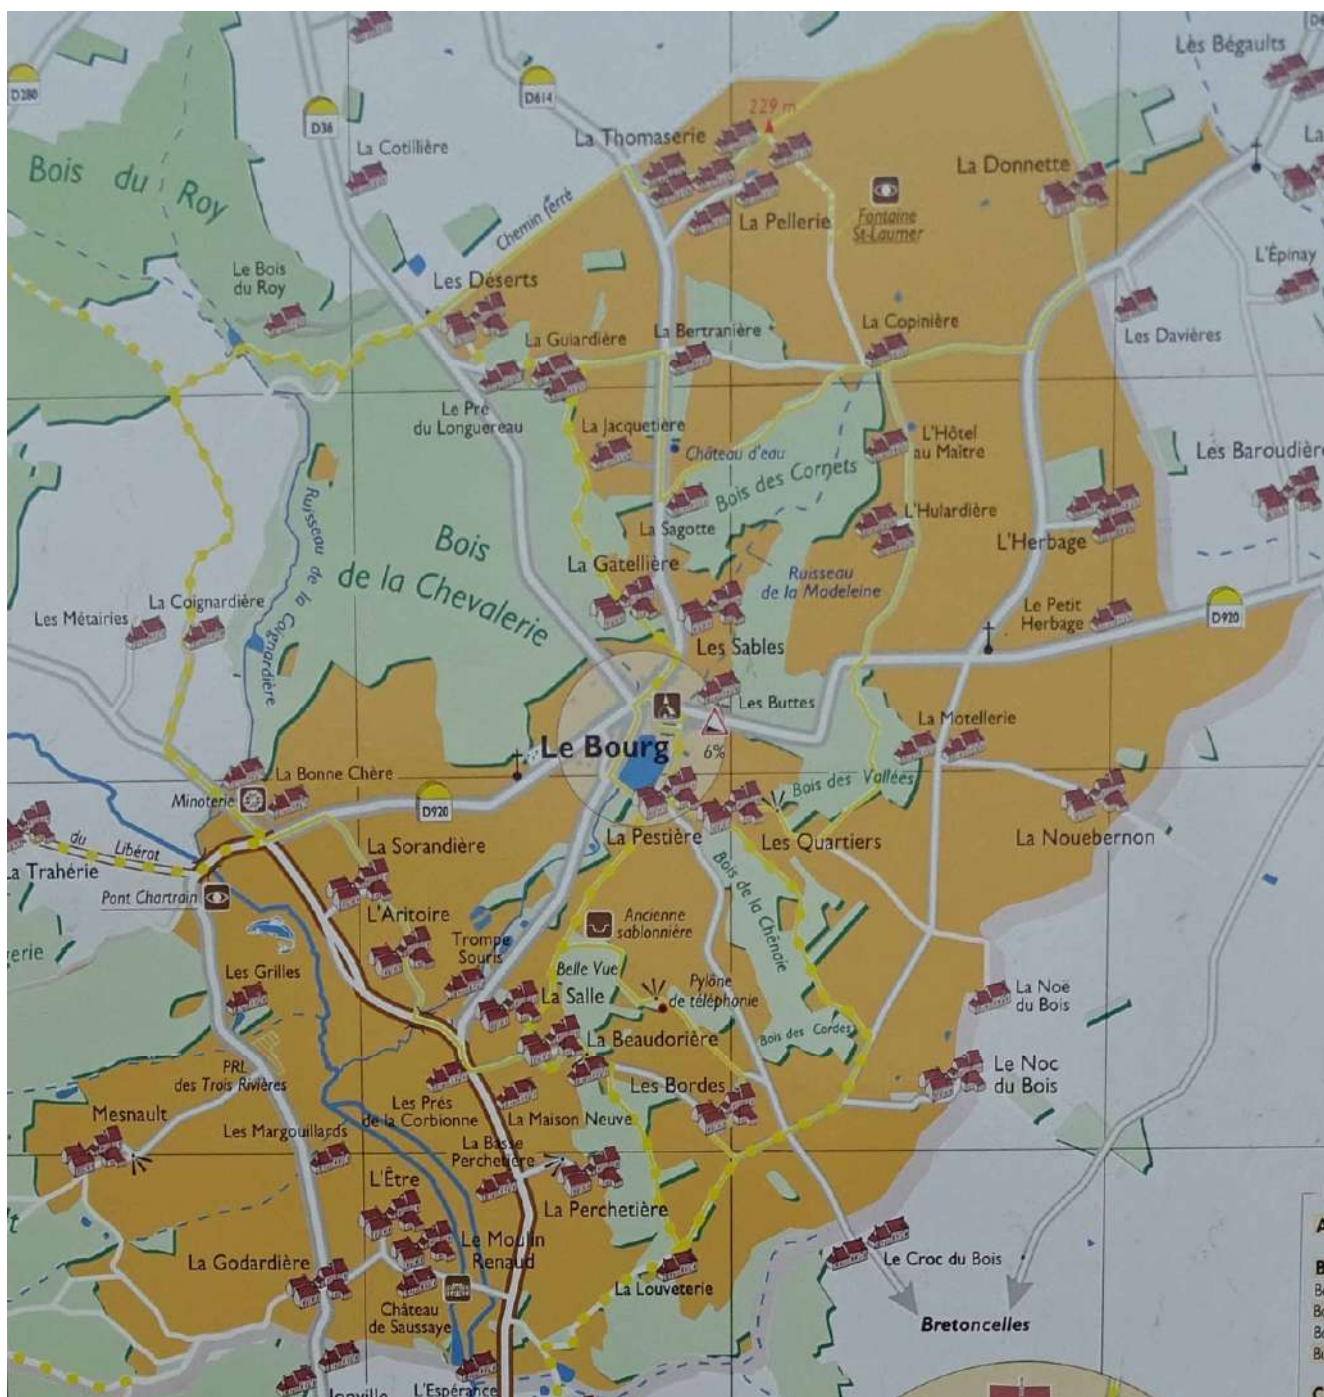 D280
D36
D614
Les Bégaults
229 m
La Thomaserie
La Cotillière
La Donnette
Bois du Roy
Chemin ferré
La Pellerie
Fontaine
St-Laumer
L'Épinay
Le Bois
du Roy
Les Déserts
La Guiardière
La Bertranière
La Copinière
Les Davières
Le Pré
du Longuereau
La Jacquetière
Château d'eau
L'Hôtel
au Maître
Bois des Cornets
Les Baroudière
La Sagotte
L'Hulardière
L'Herbage
Ruisseau de la Coignardière
Bois
de la Chevalerie
La Gatellière
Ruisseau
de la Madeleine
Les Métairies
La Coignardière
Le Petit
Herbage
D920
Les Sables
Les Buttes
6%
La Motellerie
Le Bourg
Bois des Vallées
La Bonne Chère
Minoterie
D920
La Pestière
Les Quartiers
La Nouebernon
du Libérot
La Trahérie
La Sorandière
Bois de la Chênaie
Pont Chartrain
L'Aritoire
Ancienne
sablonnière
erie
Trompe
Souris
Belle Vue
Pylône
de téléphonie
Les Grilles
La Salle
La Noë
du Bois
La Beaudorière
Bois des Cordes
PRL
des Trois Rivières
Les Bordes
Le Noc
du Bois
Mesnault
Les Prés
de la Corbionne
La Maison Neuve
Les Margouillards
La Basse
Perchetière
L'Être
La Perchetière
La Godardière
Le Moulin
Renaud
Le Croc du Bois
Château
de Saussaye
La Louveterie
Bretoncelles
L'Espérance